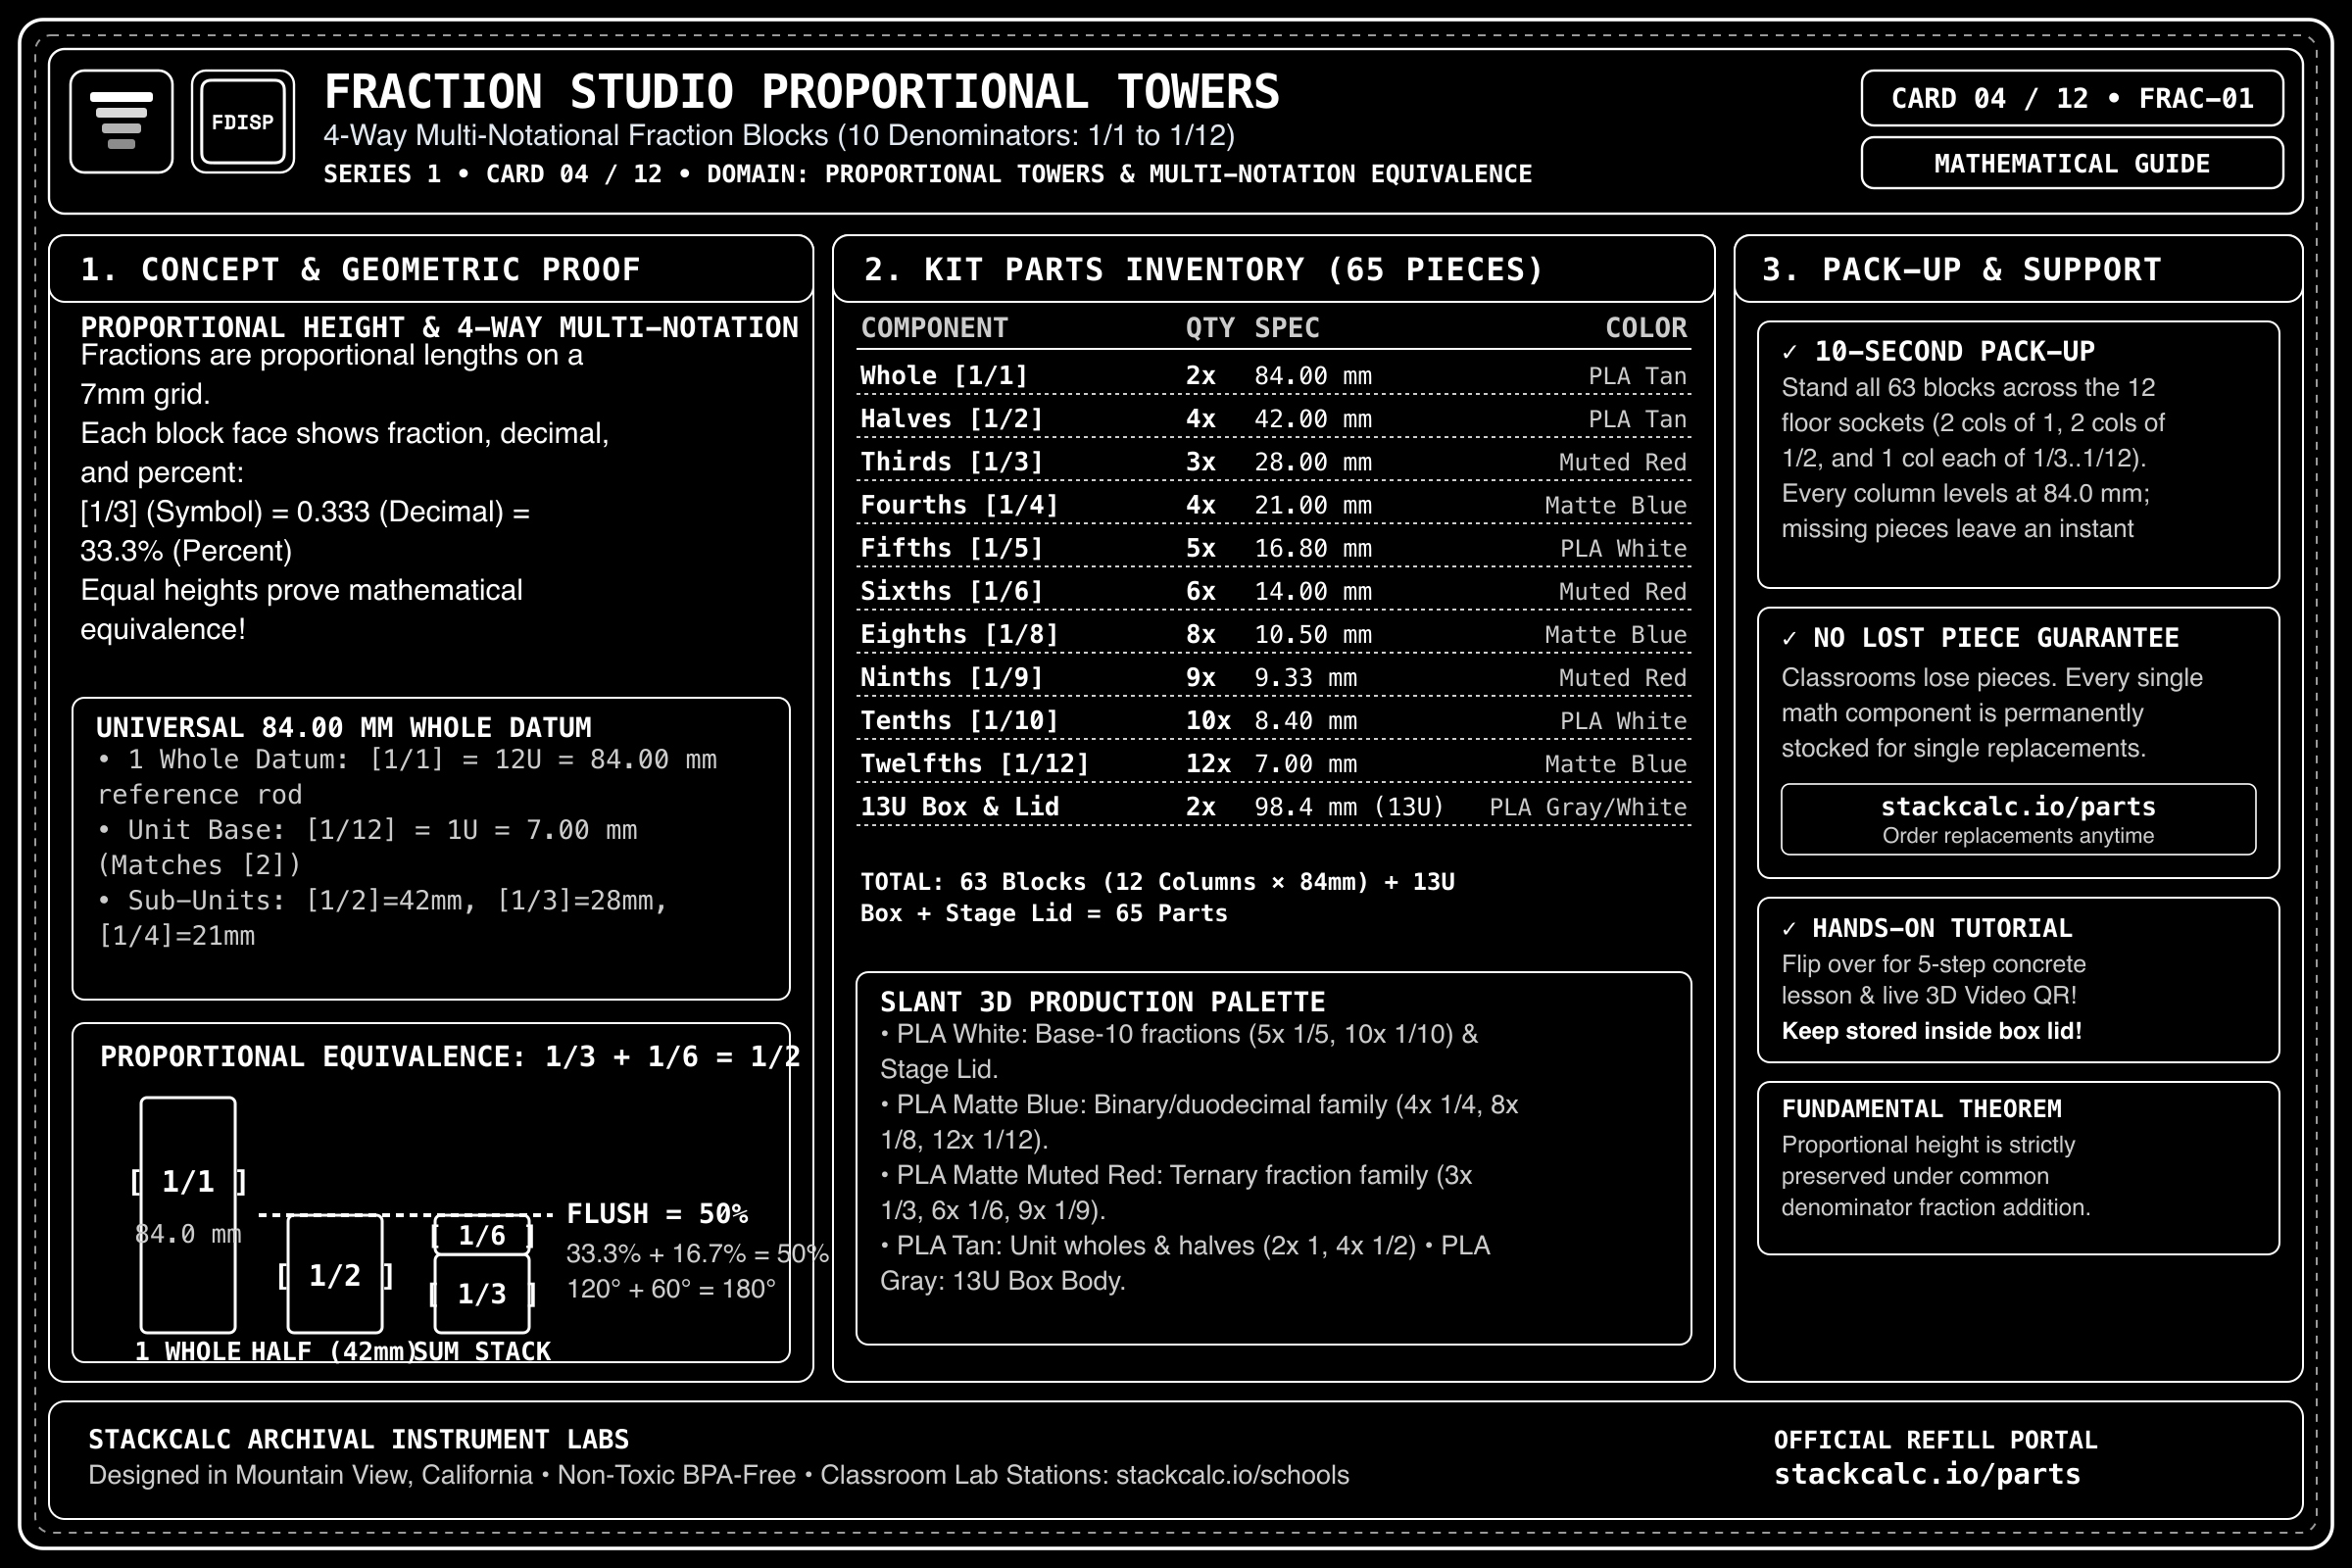 FDISP
FRACTION STUDIO PROPORTIONAL TOWERS
4-Way Multi-Notational Fraction Blocks (10 Denominators: 1/1 to 1/12)
SERIES 1 • CARD 04 / 12 • DOMAIN: PROPORTIONAL TOWERS & MULTI-NOTATION EQUIVALENCE
CARD 04 / 12 • FRAC-01
MATHEMATICAL GUIDE
1. CONCEPT & GEOMETRIC PROOF
PROPORTIONAL HEIGHT & 4-WAY MULTI-NOTATION
Fractions are proportional lengths on a
7mm grid.
Each block face shows fraction, decimal,
and percent:
[1/3] (Symbol) = 0.333 (Decimal) =
33.3% (Percent)
Equal heights prove mathematical
equivalence!
UNIVERSAL 84.00 MM WHOLE DATUM
• 1 Whole Datum: [1/1] = 12U = 84.00 mm
reference rod
• Unit Base: [1/12] = 1U = 7.00 mm
(Matches [2])
• Sub-Units: [1/2]=42mm, [1/3]=28mm,
[1/4]=21mm
PROPORTIONAL EQUIVALENCE: 1/3 + 1/6 = 1/2
[ 1/1 ]
84.0 mm
1 WHOLE
[ 1/2 ]
HALF (42mm)
[ 1/6 ]
[ 1/3 ]
SUM STACK
FLUSH = 50%
33.3% + 16.7% = 50%
120° + 60° = 180°
2. KIT PARTS INVENTORY (65 PIECES)
COMPONENT QTY SPEC COLOR
Whole [1/1] 2x 84.00 mm PLA Tan
Halves [1/2] 4x 42.00 mm PLA Tan
Thirds [1/3] 3x 28.00 mm Muted Red
Fourths [1/4] 4x 21.00 mm Matte Blue
Fifths [1/5] 5x 16.80 mm PLA White
Sixths [1/6] 6x 14.00 mm Muted Red
Eighths [1/8] 8x 10.50 mm Matte Blue
Ninths [1/9] 9x 9.33 mm Muted Red
Tenths [1/10] 10x 8.40 mm PLA White
Twelfths [1/12] 12x 7.00 mm Matte Blue
13U Box & Lid 2x 98.4 mm (13U) PLA Gray/White
TOTAL: 63 Blocks (12 Columns × 84mm) + 13U
Box + Stage Lid = 65 Parts
SLANT 3D PRODUCTION PALETTE
• PLA White: Base-10 fractions (5x 1/5, 10x 1/10) &
Stage Lid.
• PLA Matte Blue: Binary/duodecimal family (4x 1/4, 8x
1/8, 12x 1/12).
• PLA Matte Muted Red: Ternary fraction family (3x
1/3, 6x 1/6, 9x 1/9).
• PLA Tan: Unit wholes & halves (2x 1, 4x 1/2) • PLA
Gray: 13U Box Body.
3. PACK-UP & SUPPORT
✓ 10-SECOND PACK-UP
Stand all 63 blocks across the 12
floor sockets (2 cols of 1, 2 cols of
1/2, and 1 col each of 1/3..1/12).
Every column levels at 84.0 mm;
missing pieces leave an instant
✓ NO LOST PIECE GUARANTEE
Classrooms lose pieces. Every single
math component is permanently
stocked for single replacements.
stackcalc.io/parts
Order replacements anytime
✓ HANDS-ON TUTORIAL
Flip over for 5-step concrete
lesson & live 3D Video QR!
Keep stored inside box lid!
FUNDAMENTAL THEOREM
Proportional height is strictly
preserved under common
denominator fraction addition.
STACKCALC ARCHIVAL INSTRUMENT LABS
Designed in Mountain View, California • Non-Toxic BPA-Free • Classroom Lab Stations: stackcalc.io/schools
OFFICIAL REFILL PORTAL
stackcalc.io/parts